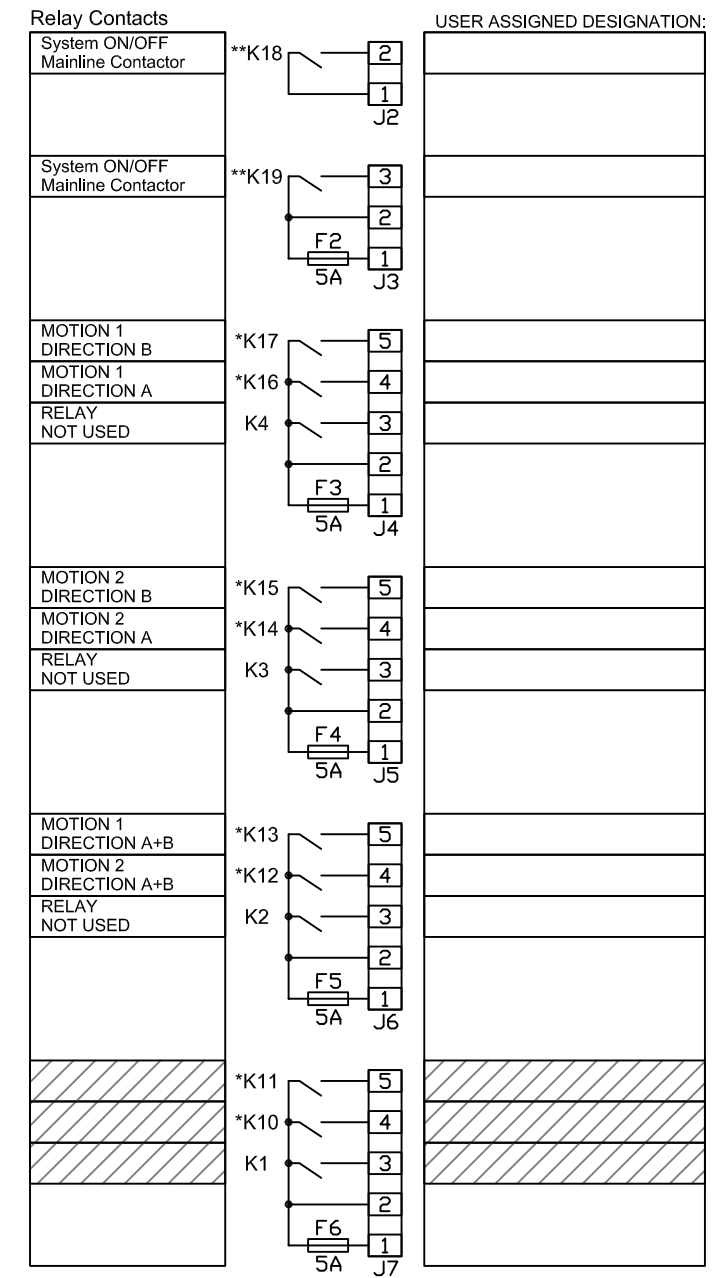 Relay Contacts
USER ASSIGNED DESIGNATION:
System ON/OFF
Mainline Contactor
**K18
2
1
J2
System ON/OFF
Mainline Contactor
**K19
3
2
F2
1
5A
J3
MOTION 1
DIRECTION B
*K17
5
MOTION 1
DIRECTION A
*K16
4
RELAY
NOT USED
K4
3
2
F3
1
5A
J4
MOTION 2
DIRECTION B
*K15
5
MOTION 2
DIRECTION A
*K14
4
RELAY
NOT USED
K3
3
2
F4
1
5A
J5
MOTION 1
DIRECTION A+B
*K13
5
MOTION 2
DIRECTION A+B
*K12
4
RELAY
NOT USED
K2
3
2
F5
1
5A
J6
*K11
5
*K10
4
K1
3
2
F6
1
5A
J7